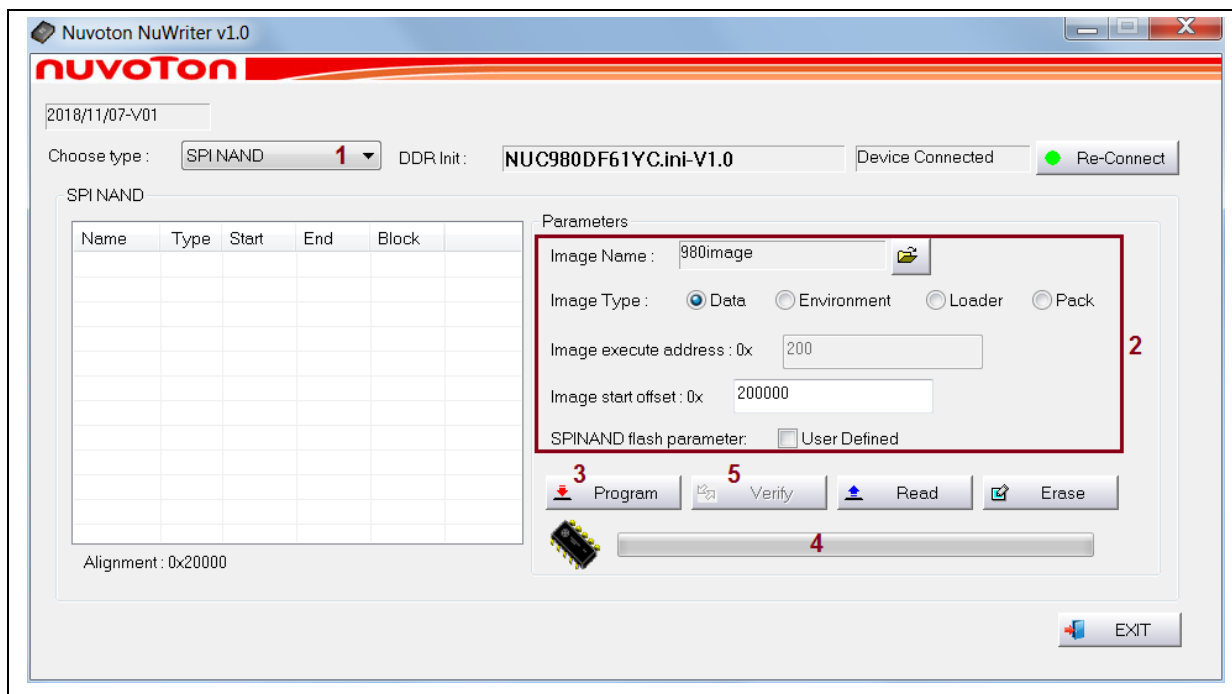 Nuvoton NuWriter v1.0
nuvoTon
2018/11/07-V01
Choose type : SPI NAND 1 DDR Init : NUC980DF61YC.ini-V1.0 Device Connected Re-Connect
SPI NAND
Parameters
Name Type Start End Block
Image Name : 980image
Image Type : Data Environment Loader Pack
Image execute address : 0x 200
2
Image start offset : 0x 200000
SPINAND flash parameter: User Defined
3 Program 5 Verify Read Erase
4
Alignment : 0x20000
EXIT